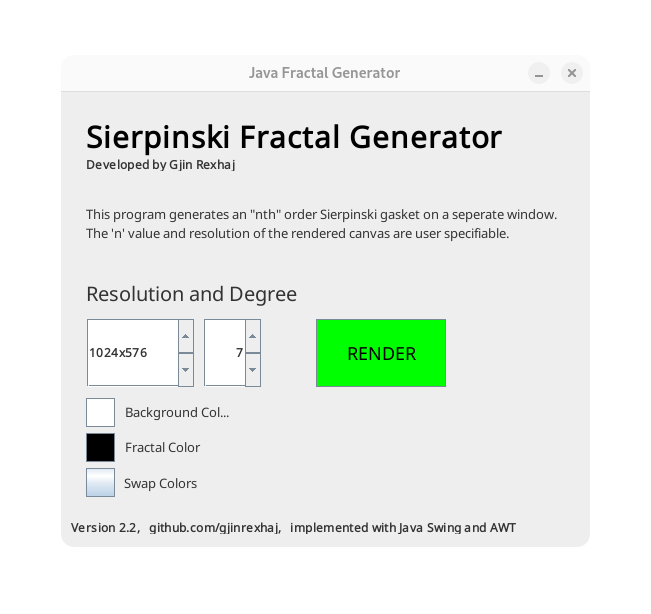 Java Fractal Generator
Sierpinski Fractal Generator
Developed by Gjin Rexhaj
This program generates an "nth" order Sierpinski gasket on a seperate window.
The 'n' value and resolution of the rendered canvas are user specifiable.
Resolution and Degree
1024x576 7 RENDER
Background Col...
Fractal Color
Swap Colors
Version 2.2, github.com/gjinrexhaj, implemented with Java Swing and AWT